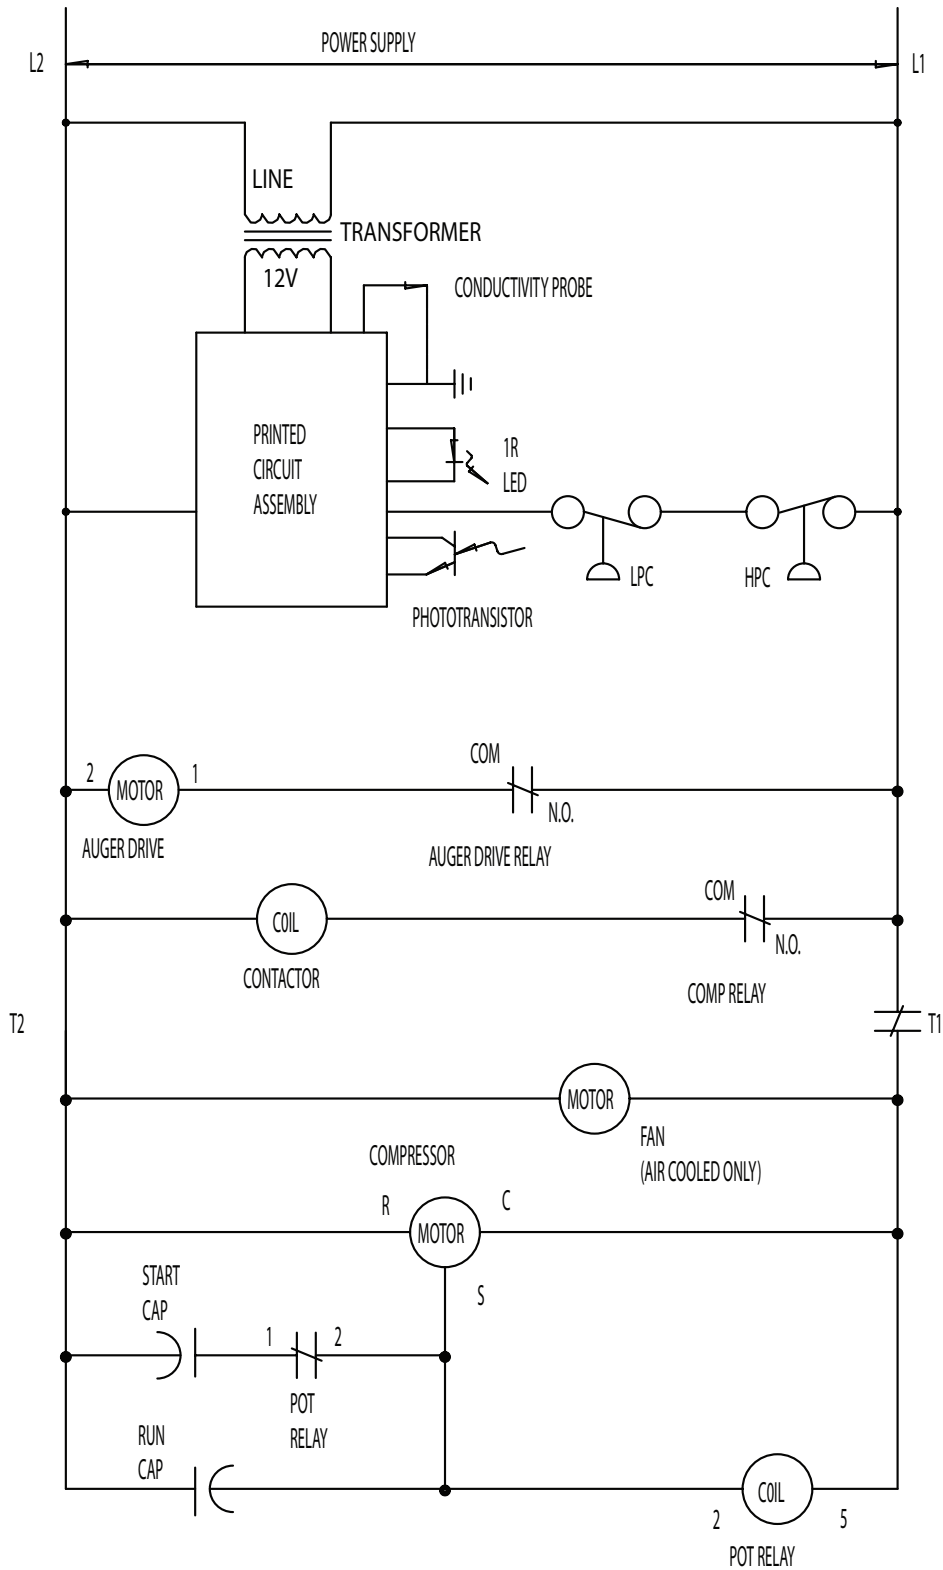 POWER SUPPLY
L2
L1
LINE
TRANSFORMER
12V
CONDUCTIVITY PROBE
PRINTED
CIRCUIT
ASSEMBLY
1R
LED
LPC
HPC
PHOTOTRANSISTOR
COM
2
MOTOR
1
N.O.
AUGER DRIVE
AUGER DRIVE RELAY
COM
COIL
N.O.
CONTACTOR
COMP RELAY
T2
T1
MOTOR
FAN
(AIR COOLED ONLY)
COMPRESSOR
R
C
MOTOR
S
START
CAP
1
2
POT
RELAY
RUN
CAP
COIL
2
5
POT RELAY